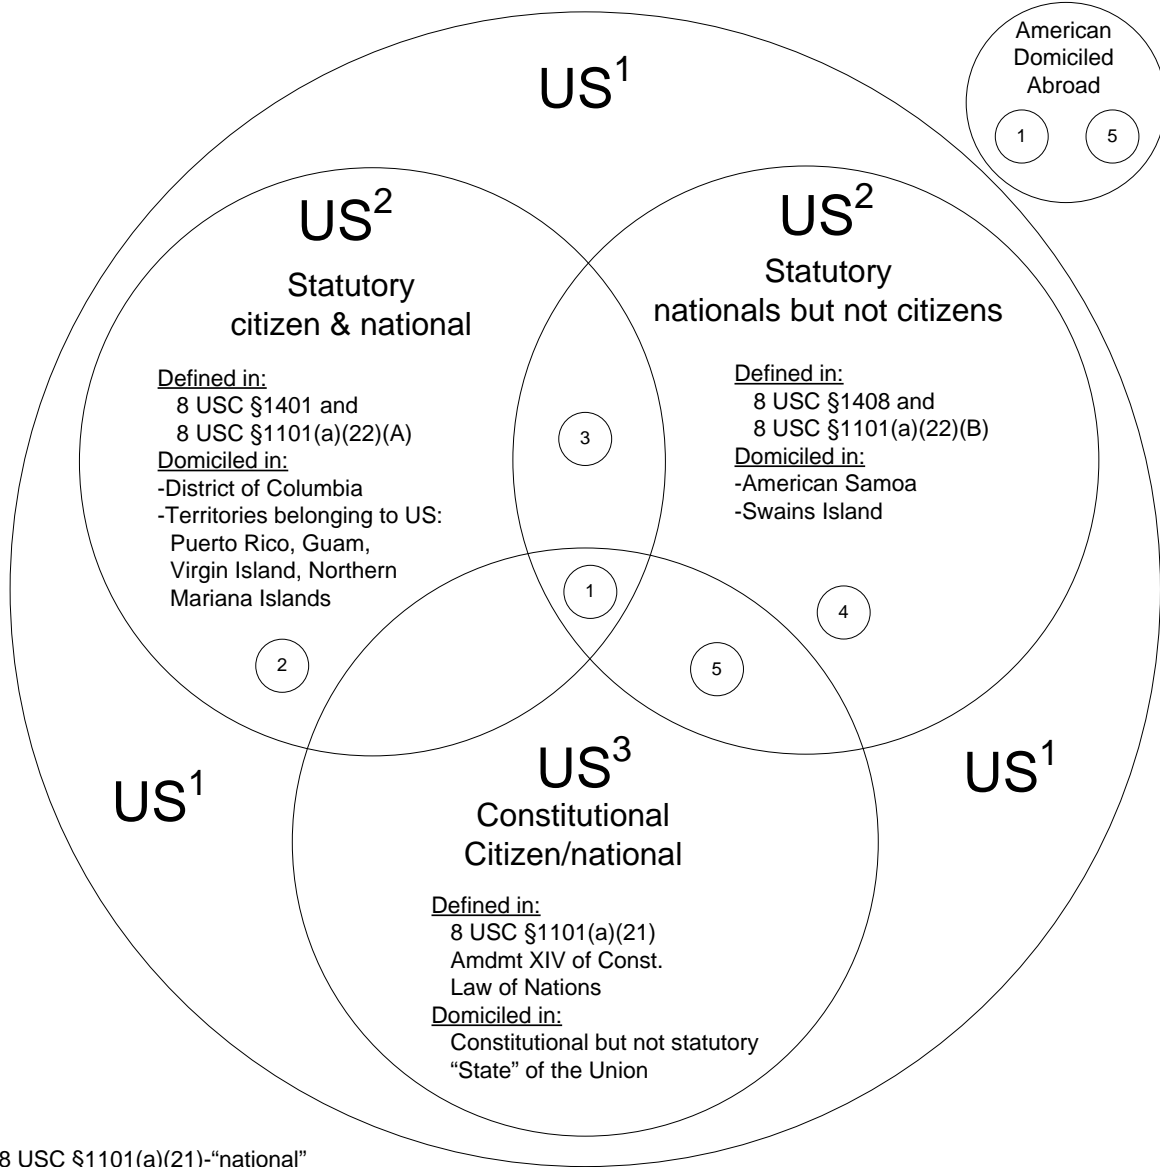 American
Domiciled
Abroad
1 5
US¹
US²
Statutory
citizen & national
Defined in:
8 USC §1401 and
8 USC §1101(a)(22)(A)
Domiciled in:
-District of Columbia
-Territories belonging to US:
Puerto Rico, Guam,
Virgin Island, Northern
Mariana Islands
2
US²
Statutory
nationals but not citizens
Defined in:
8 USC §1408 and
8 USC §1101(a)(22)(B)
Domiciled in:
-American Samoa
-Swains Island
4
3
1
5
US¹
US³
Constitutional
Citizen/national
Defined in:
8 USC §1101(a)(21)
Amdmt XIV of Const.
Law of Nations
Domiciled in:
Constitutional but not statutory
“State” of the Union
US¹
8 USC §1101(a)(21)-“national”